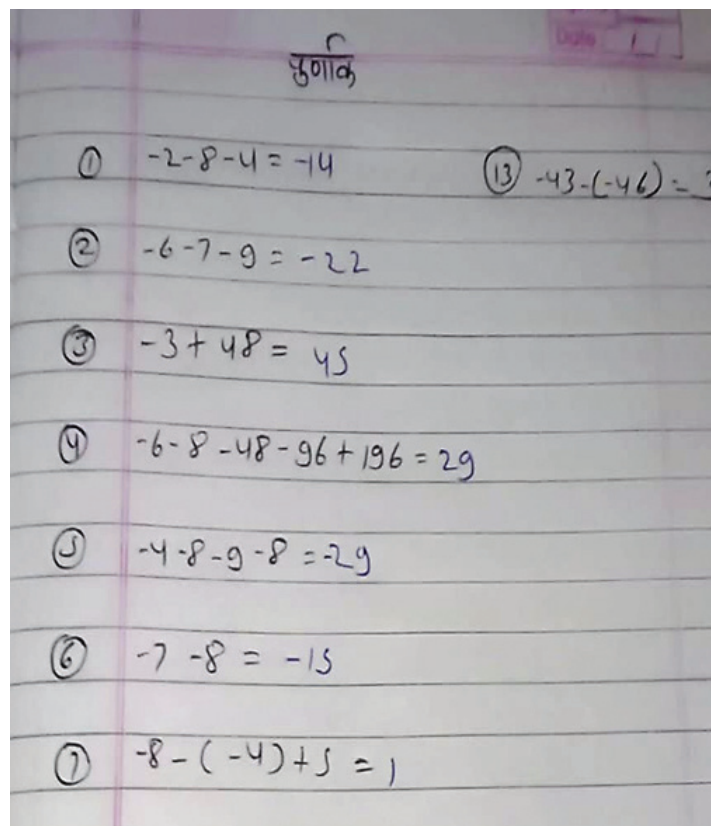 Date
पुर्णांक
① -2-8-4 = -14
⑬ -43-(-46) = 3
② -6-7-9 = -22
③ -3+48 = 45
④ -6-8-48-96+196 = 29
⑤ -4-8-9-8 = -29
⑥ -7-8 = -15
⑦ -8-(-4)+5 = 1